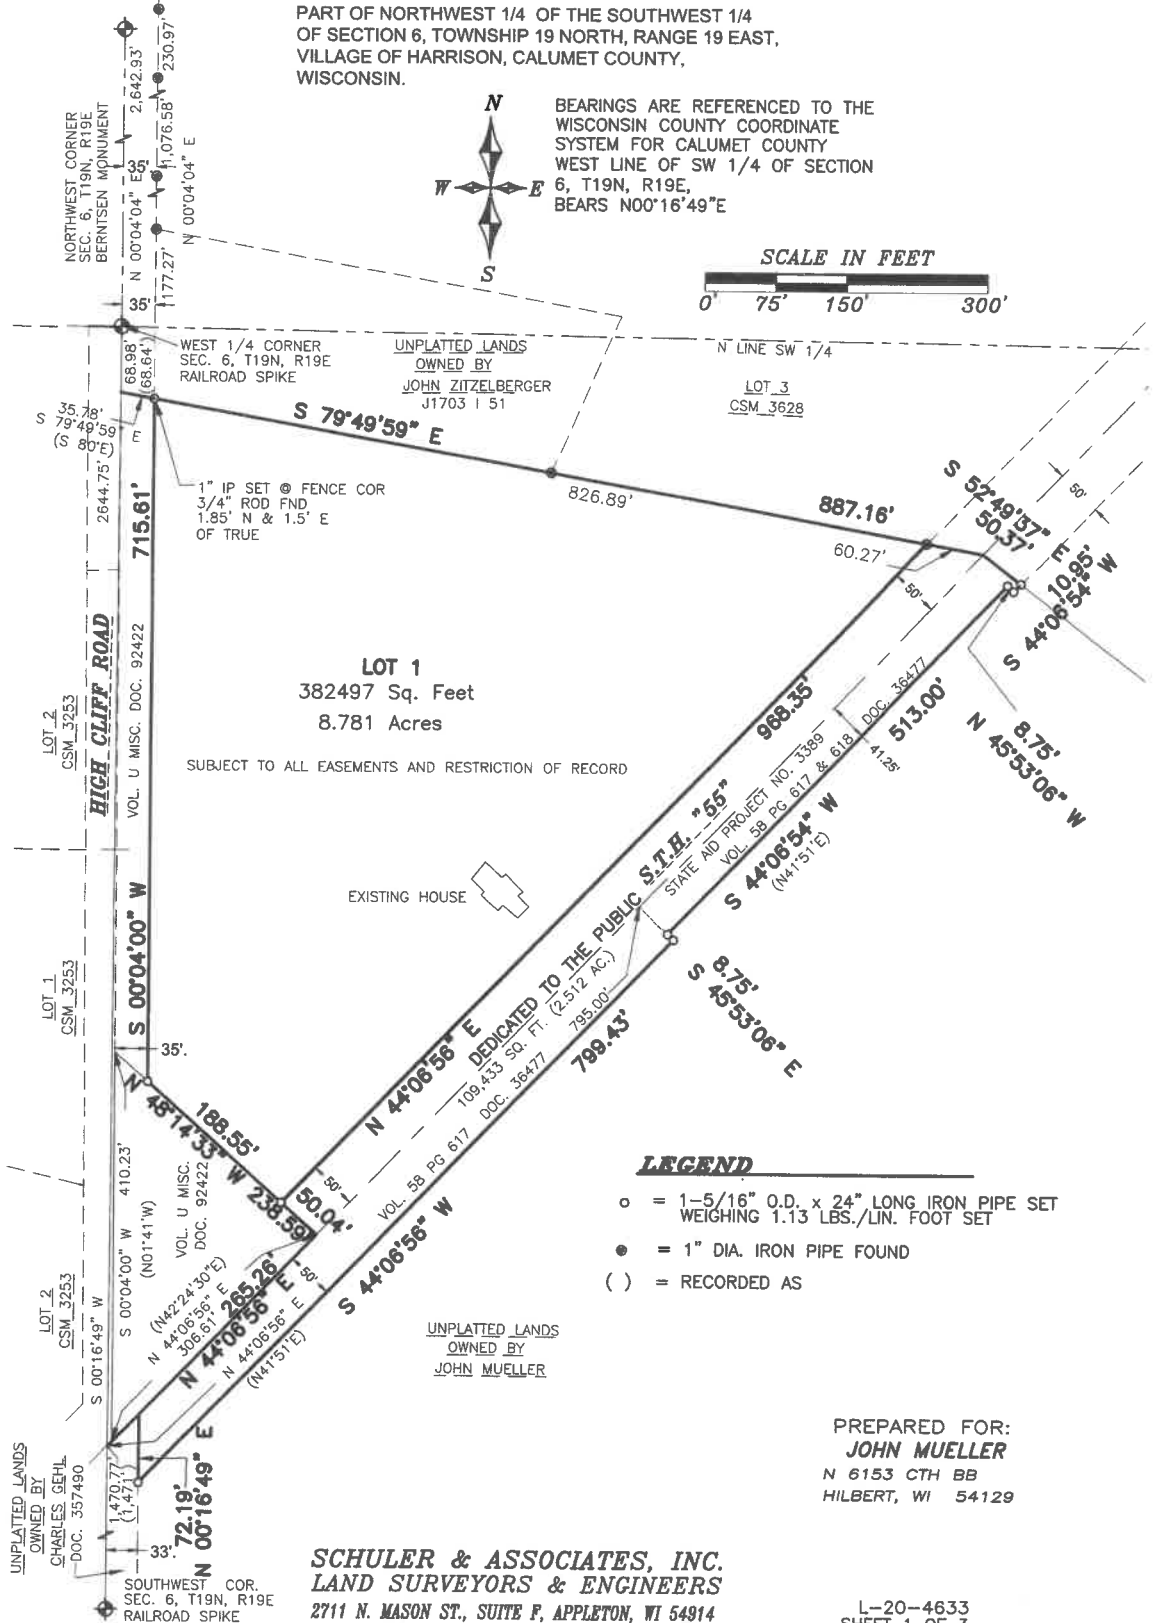 PART OF NORTHWEST 1/4 OF THE SOUTHWEST 1/4
OF SECTION 6, TOWNSHIP 19 NORTH, RANGE 19 EAST,
VILLAGE OF HARRISON, CALUMET COUNTY,
WISCONSIN.
N
W
E
S
BEARINGS ARE REFERENCED TO THE
WISCONSIN COUNTY COORDINATE
SYSTEM FOR CALUMET COUNTY
WEST LINE OF SW 1/4 OF SECTION
6, T19N, R19E,
BEARS N00°16'49"E
SCALE IN FEET
0' 75' 150' 300'
NORTHWEST CORNER
SEC. 6, T19N, R19E
BERNTSEN MONUMENT
2,642.93'
230.97'
1,076.58'
35'
N 00°04'04" E
N 00°04'04" E
177.27'
35'
WEST 1/4 CORNER
SEC. 6, T19N, R19E
RAILROAD SPIKE
68.98'
(68.64')
UNPLATTED LANDS
OWNED BY
JOHN ZITZELBERGER
J1703 I 51
N LINE SW 1/4
LOT 3
CSM 3628
35.78'
S 79°49'59" E
(S 80°E)
S 79°49'59" E
826.89'
887.16'
60.27'
S 52°49'37" E
50.37'
50'
10.95'
S 44°06'54" W
50'
2644.75'
715.61'
1" IP SET @ FENCE COR
3/4" ROD FND
1.85' N & 1.5' E
OF TRUE
HIGH CLIFF ROAD
VOL. U MISC. DOC. 92422
LOT 2
CSM 3253
LOT 1
382497 Sq. Feet
8.781 Acres
SUBJECT TO ALL EASEMENTS AND RESTRICTION OF RECORD
968.35'
513.00'
8.75'
N 45°53'06" W
41.25'
S.T.H. "55"
STATE AID PROJECT NO. 3389
VOL. 58 PG 617 & 618 DOC. 36477
S 44°06'54" W
(N41°51'E)
EXISTING HOUSE
S 00°04'00" W
LOT 1
CSM 3253
35'.
DEDICATED TO THE PUBLIC
109,433 SQ. FT. (2.512 AC.)
795.00'
799.43'
8.75'
S 45°53'06" E
N 44°06'56" E
VOL. 58 PG 617 DOC. 36477
188.55'
N 48°14'33" W 238.59'
50.04'
50'
S 44°06'56" W
410.23'
S 00°04'00" W
(N01°41'W)
VOL. U MISC.
DOC. 92422
LOT 2
CSM 3253
S 00°16'49" W
(N42°24'30"E)
N 44°06'56" E
306.61'
265.26'
N 44°06'56" E
N 44°06'56" E
(N41°51'E)
50'
LEGEND
o = 1-5/16" O.D. x 24" LONG IRON PIPE SET
WEIGHING 1.13 LBS./LIN. FOOT SET
● = 1" DIA. IRON PIPE FOUND
( ) = RECORDED AS
UNPLATTED LANDS
OWNED BY
JOHN MUELLER
UNPLATTED LANDS
OWNED BY
CHARLES GEHL
DOC. 357490
1,470.77'
(1,471')
72.19'
N 00°16'49" E
33'.
SOUTHWEST COR.
SEC. 6, T19N, R19E
RAILROAD SPIKE
PREPARED FOR:
JOHN MUELLER
N 6153 CTH BB
HILBERT, WI 54129
SCHULER & ASSOCIATES, INC.
LAND SURVEYORS & ENGINEERS
2711 N. MASON ST., SUITE F, APPLETON, WI 54914
L-20-4633
SHEET 1 OF 3